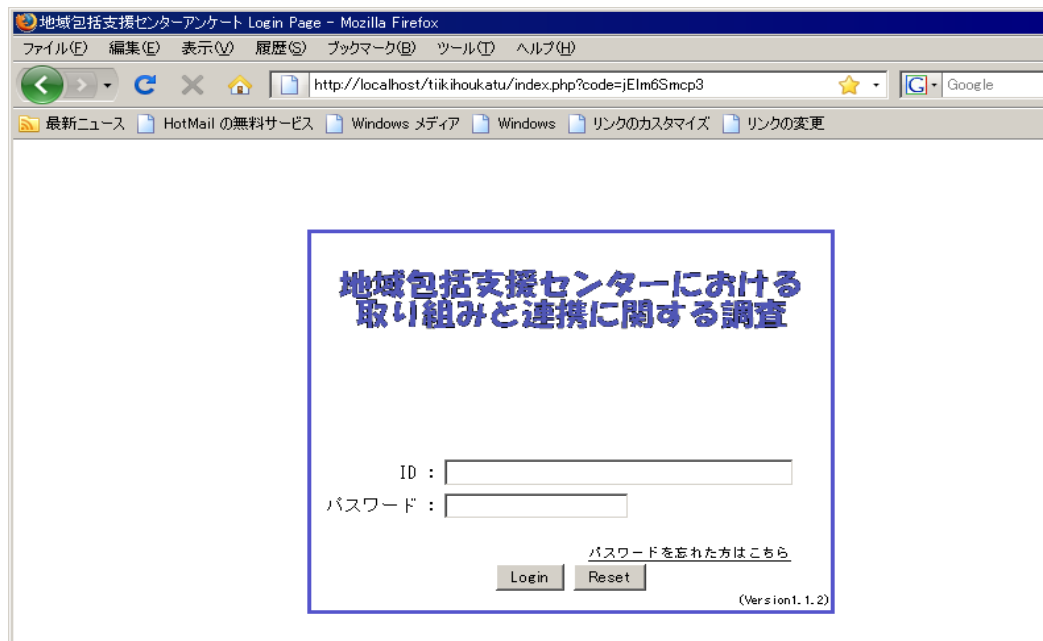 地域包括支援センターアンケート Login Page - Mozilla Firefox
ファイル(F) 編集(E) 表示(V) 履歴(S) ブックマーク(B) ツール(T) ヘルプ(H)
http://localhost/tiikihoukatu/index.php?code=jEIm6Smcp3 G Google
最新ニュース HotMail の無料サービス Windows メディア Windows リンクのカスタマイズ リンクの変更
地域包括支援センターにおける
取り組みと連携に関する調査
ID :
パスワード :
パスワードを忘れた方はこちら
Login Reset
(Version1.1.2)